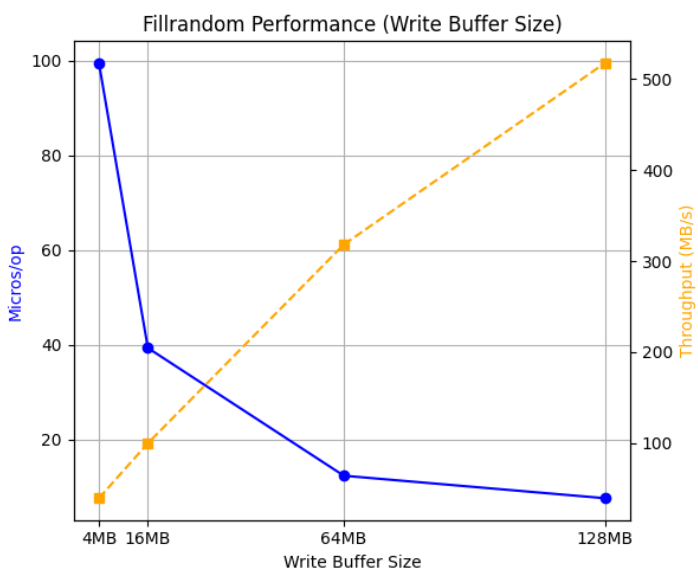 Fillrandom Performance (Write Buffer Size)
100
80
60
40
20
Micros/op
500
400
300
200
100
Throughput (MB/s)
4MB 16MB 64MB 128MB
Write Buffer Size